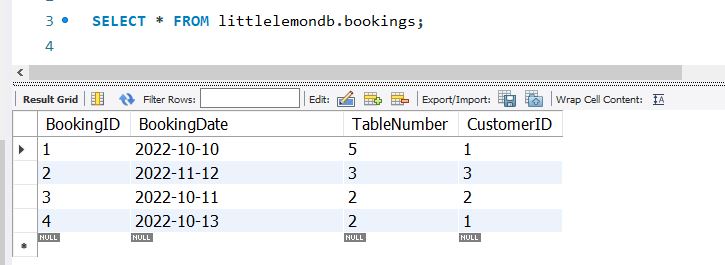 3 SELECT * FROM littlelemondb.bookings;
4
Result Grid Filter Rows: Edit: Export/Import: Wrap Cell Content: IA
BookingID BookingDate TableNumber CustomerID
1 2022-10-10 5 1
2 2022-11-12 3 3
3 2022-10-11 2 2
4 2022-10-13 2 1
NULL NULL NULL NULL